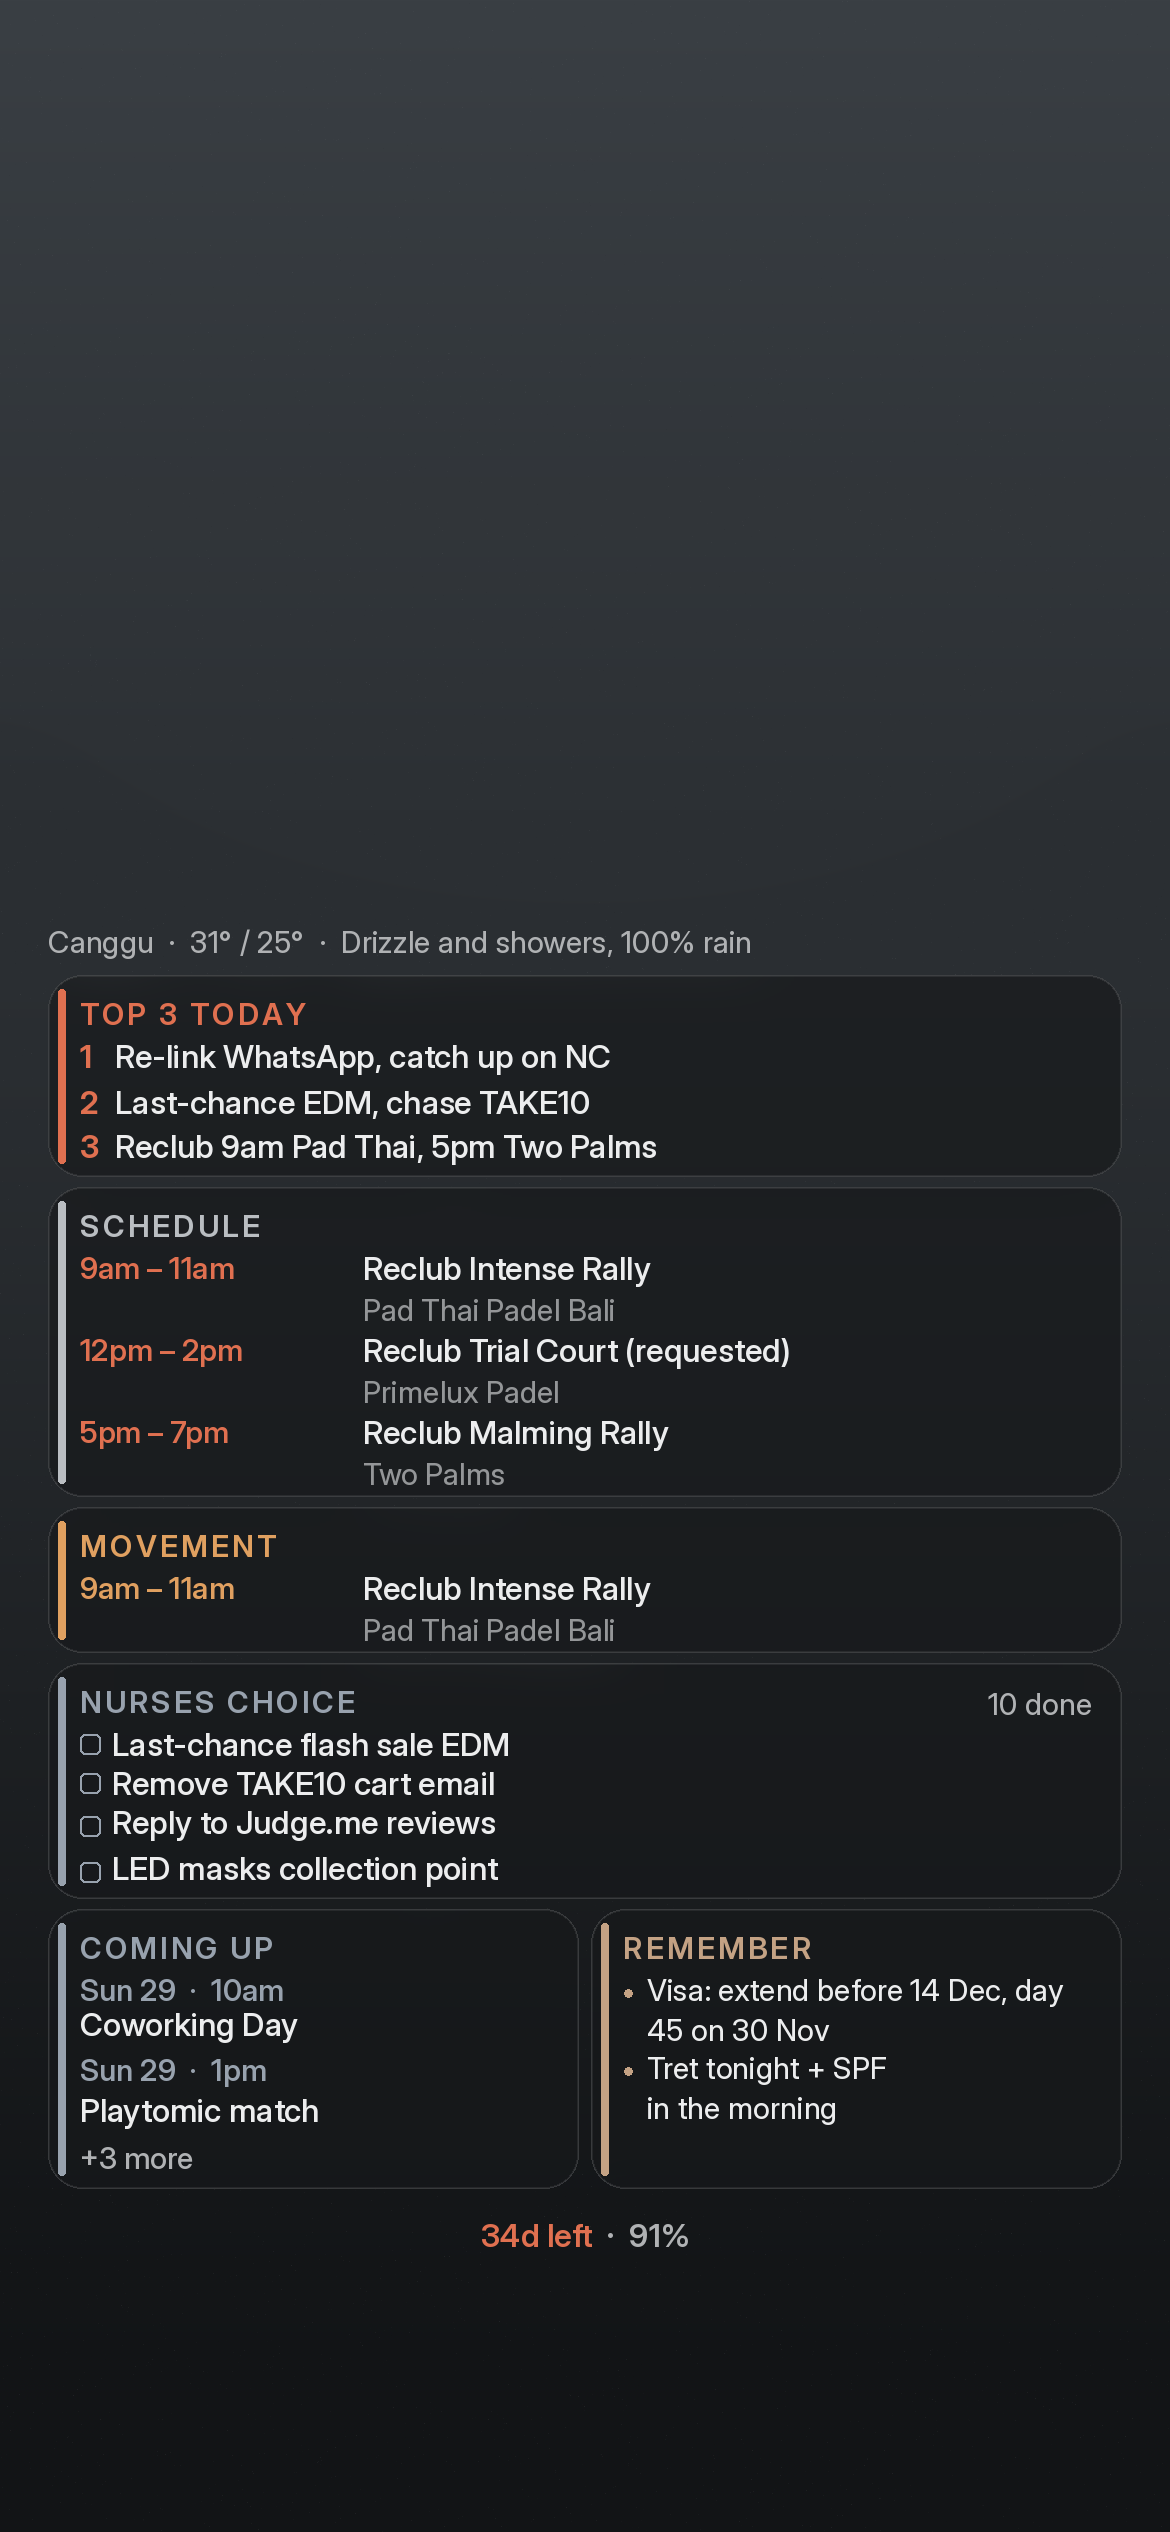 Canggu · 31° / 25° · Drizzle and showers, 100% rain
TOP 3 TODAY
1 Re-link WhatsApp, catch up on NC
2 Last-chance EDM, chase TAKE10
3 Reclub 9am Pad Thai, 5pm Two Palms
SCHEDULE
9am – 11am Reclub Intense Rally
Pad Thai Padel Bali
12pm – 2pm Reclub Trial Court (requested)
Primelux Padel
5pm – 7pm Reclub Malming Rally
Two Palms
MOVEMENT
9am – 11am Reclub Intense Rally
Pad Thai Padel Bali
NURSES CHOICE 10 done
Last-chance flash sale EDM
Remove TAKE10 cart email
Reply to Judge.me reviews
LED masks collection point
COMING UP
Sun 29 · 10am
Coworking Day
Sun 29 · 1pm
Playtomic match
+3 more
REMEMBER
• Visa: extend before 14 Dec, day
45 on 30 Nov
• Tret tonight + SPF
in the morning
34d left · 91%